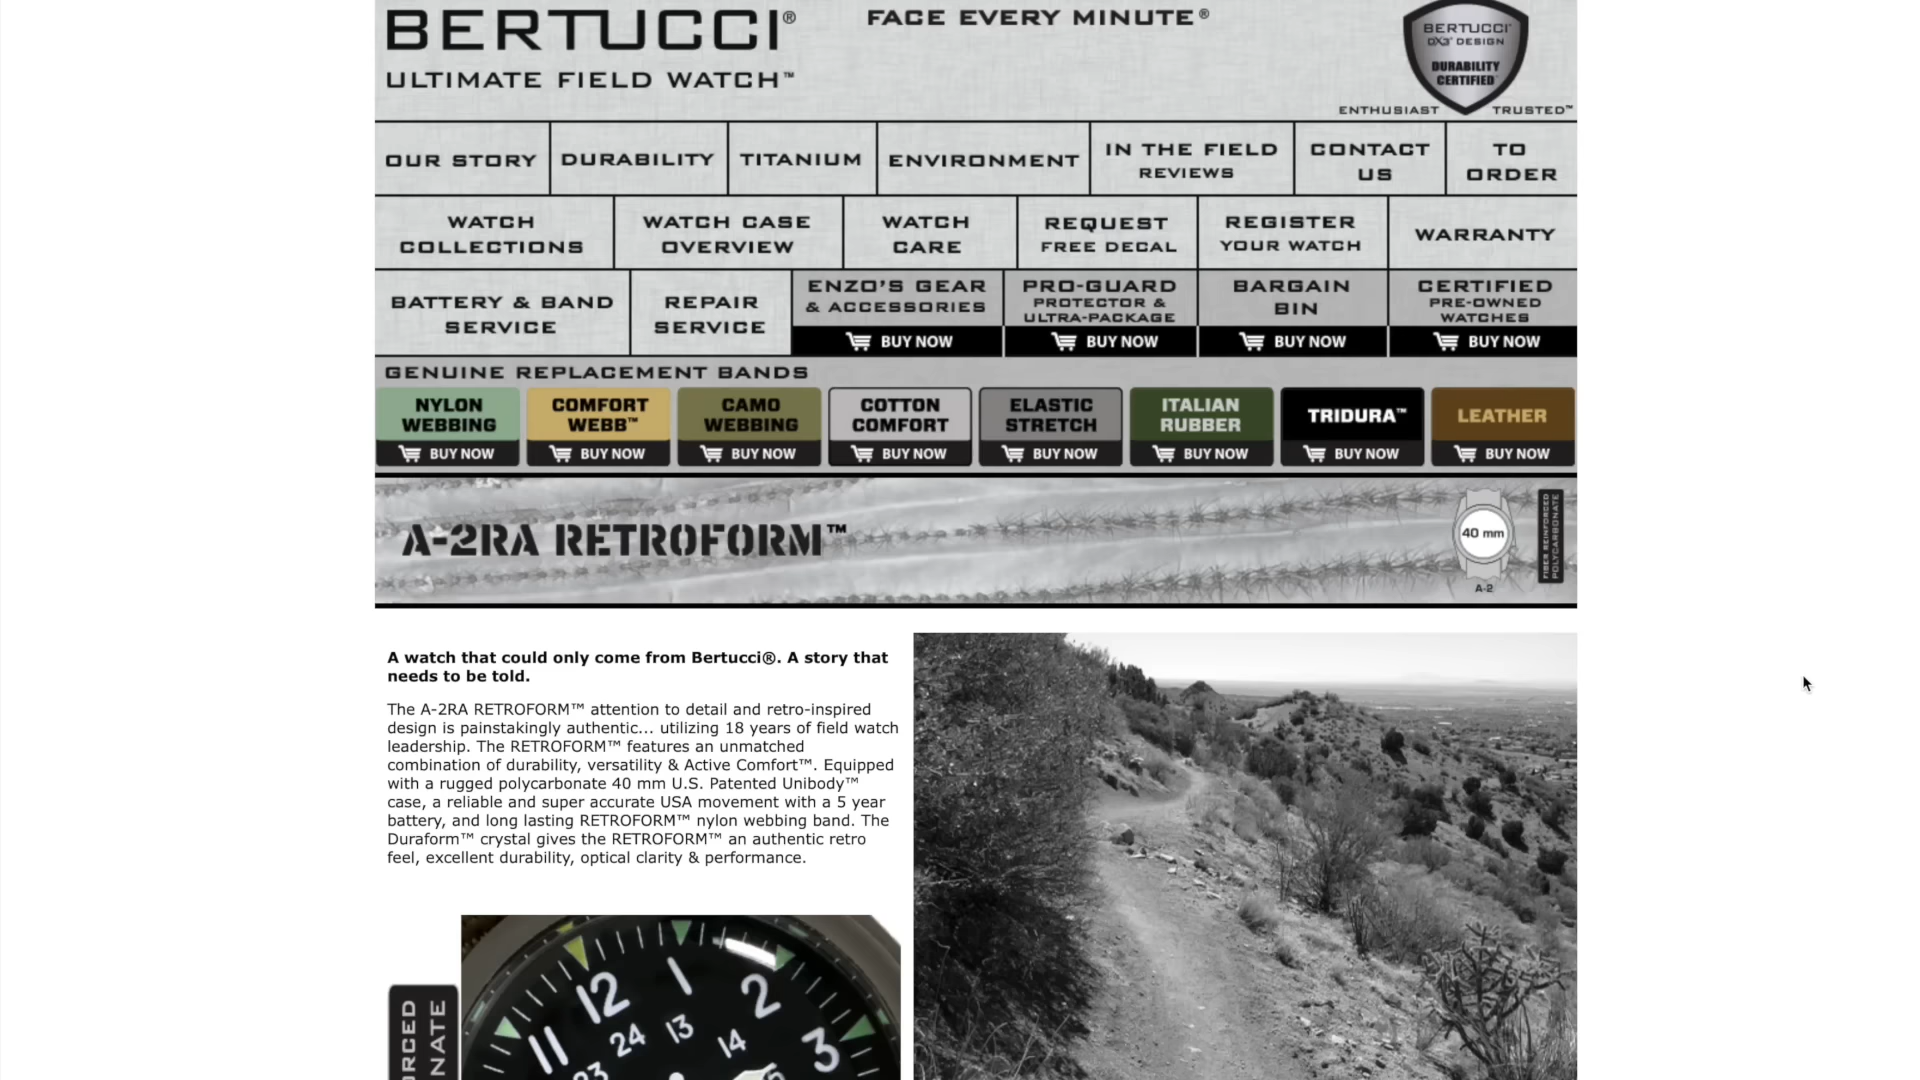 BERTUCCI®
ULTIMATE FIELD WATCH™
FACE EVERY MINUTE®
BERTUCCI®
DX3® DESIGN
DURABILITY
CERTIFIED
ENTHUSIAST TRUSTED™
OUR STORY
DURABILITY
TITANIUM
ENVIRONMENT
IN THE FIELD
REVIEWS
CONTACT
US
TO
ORDER
WATCH
COLLECTIONS
WATCH CASE
OVERVIEW
WATCH
CARE
REQUEST
FREE DECAL
REGISTER
YOUR WATCH
WARRANTY
BATTERY & BAND
SERVICE
REPAIR
SERVICE
ENZO'S GEAR
& ACCESSORIES
BUY NOW
PRO-GUARD
PROTECTOR &
ULTRA-PACKAGE
BUY NOW
BARGAIN
BIN
BUY NOW
CERTIFIED
PRE-OWNED
WATCHES
BUY NOW
GENUINE REPLACEMENT BANDS
NYLON
WEBBING
BUY NOW
COMFORT
WEBB™
BUY NOW
CAMO
WEBBING
BUY NOW
COTTON
COMFORT
BUY NOW
ELASTIC
STRETCH
BUY NOW
ITALIAN
RUBBER
BUY NOW
TRIDURA™
BUY NOW
LEATHER
BUY NOW
A-2RA RETROFORM™
40 mm
A-2
FIBER REINFORCED
POLYCARBONATE
A watch that could only come from Bertucci®. A story that
needs to be told.
The A-2RA RETROFORM™ attention to detail and retro-inspired
design is painstakingly authentic... utilizing 18 years of field watch
leadership. The RETROFORM™ features an unmatched
combination of durability, versatility & Active Comfort™. Equipped
with a rugged polycarbonate 40 mm U.S. Patented Unibody™
case, a reliable and super accurate USA movement with a 5 year
battery, and long lasting RETROFORM™ nylon webbing band. The
Duraform™ crystal gives the RETROFORM™ an authentic retro
feel, excellent durability, optical clarity & performance.
ORCED
NATE
11 12 1 2 3
23 24 13 14